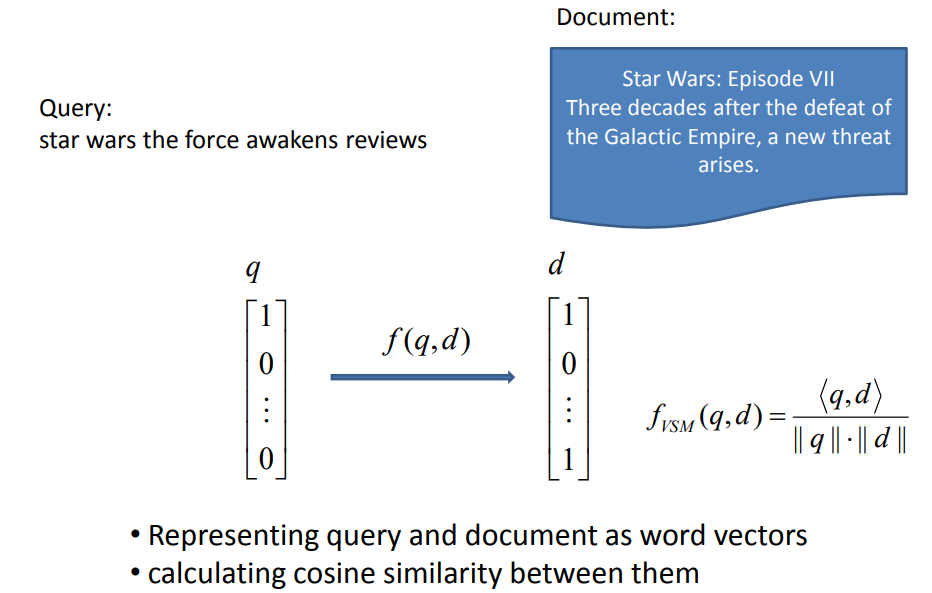 Document:
Star Wars: Episode VII
Three decades after the defeat of
the Galactic Empire, a new threat
arises.
Query:
star wars the force awakens reviews
q
d
[1 0 ⋮ 0]
f(q,d)
[1 0 ⋮ 1]
f_VSM(q,d) = ⟨q,d⟩ / ‖q‖·‖d‖
• Representing query and document as word vectors
• calculating cosine similarity between them